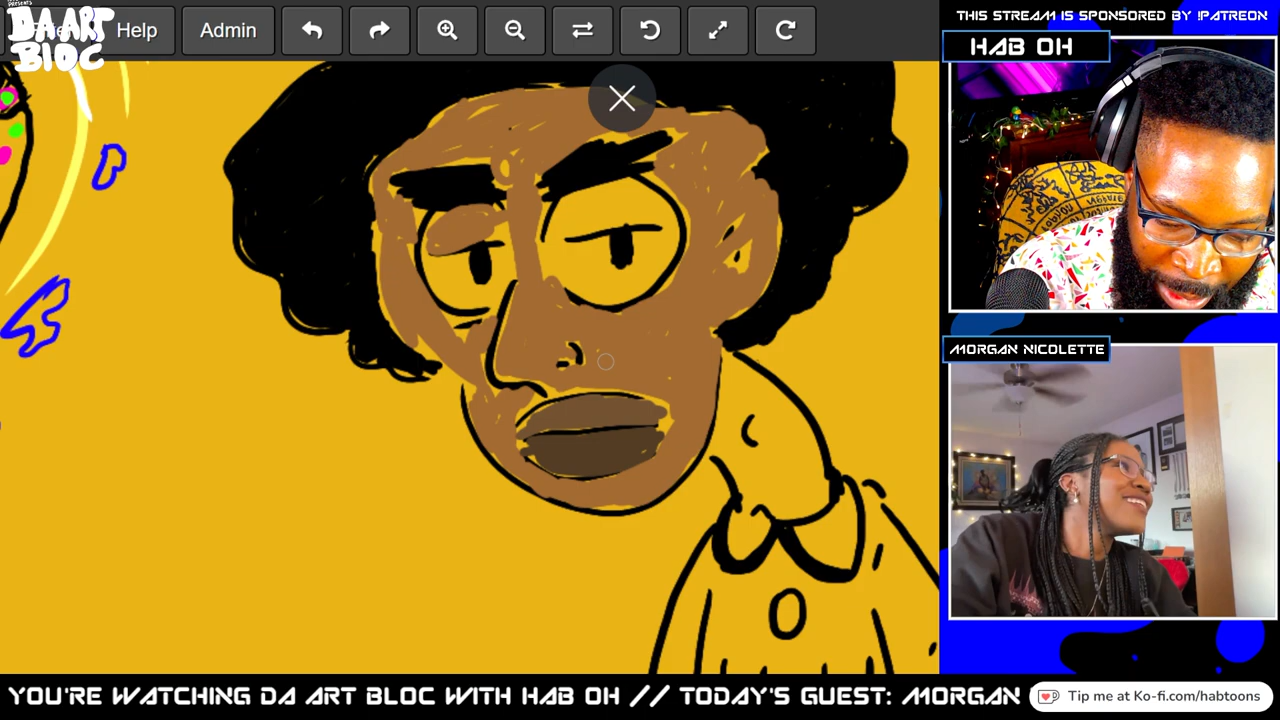 THIS STREAM IS SPONSORED BY !PATREON
DA ART
BLOC
Help
Admin
HAB OH
MORGAN NICOLETTE
YOU'RE WATCHING DA ART BLOC WITH HAB OH // TODAY'S GUEST: MORGAN
Tip me at Ko-fi.com/habtoons